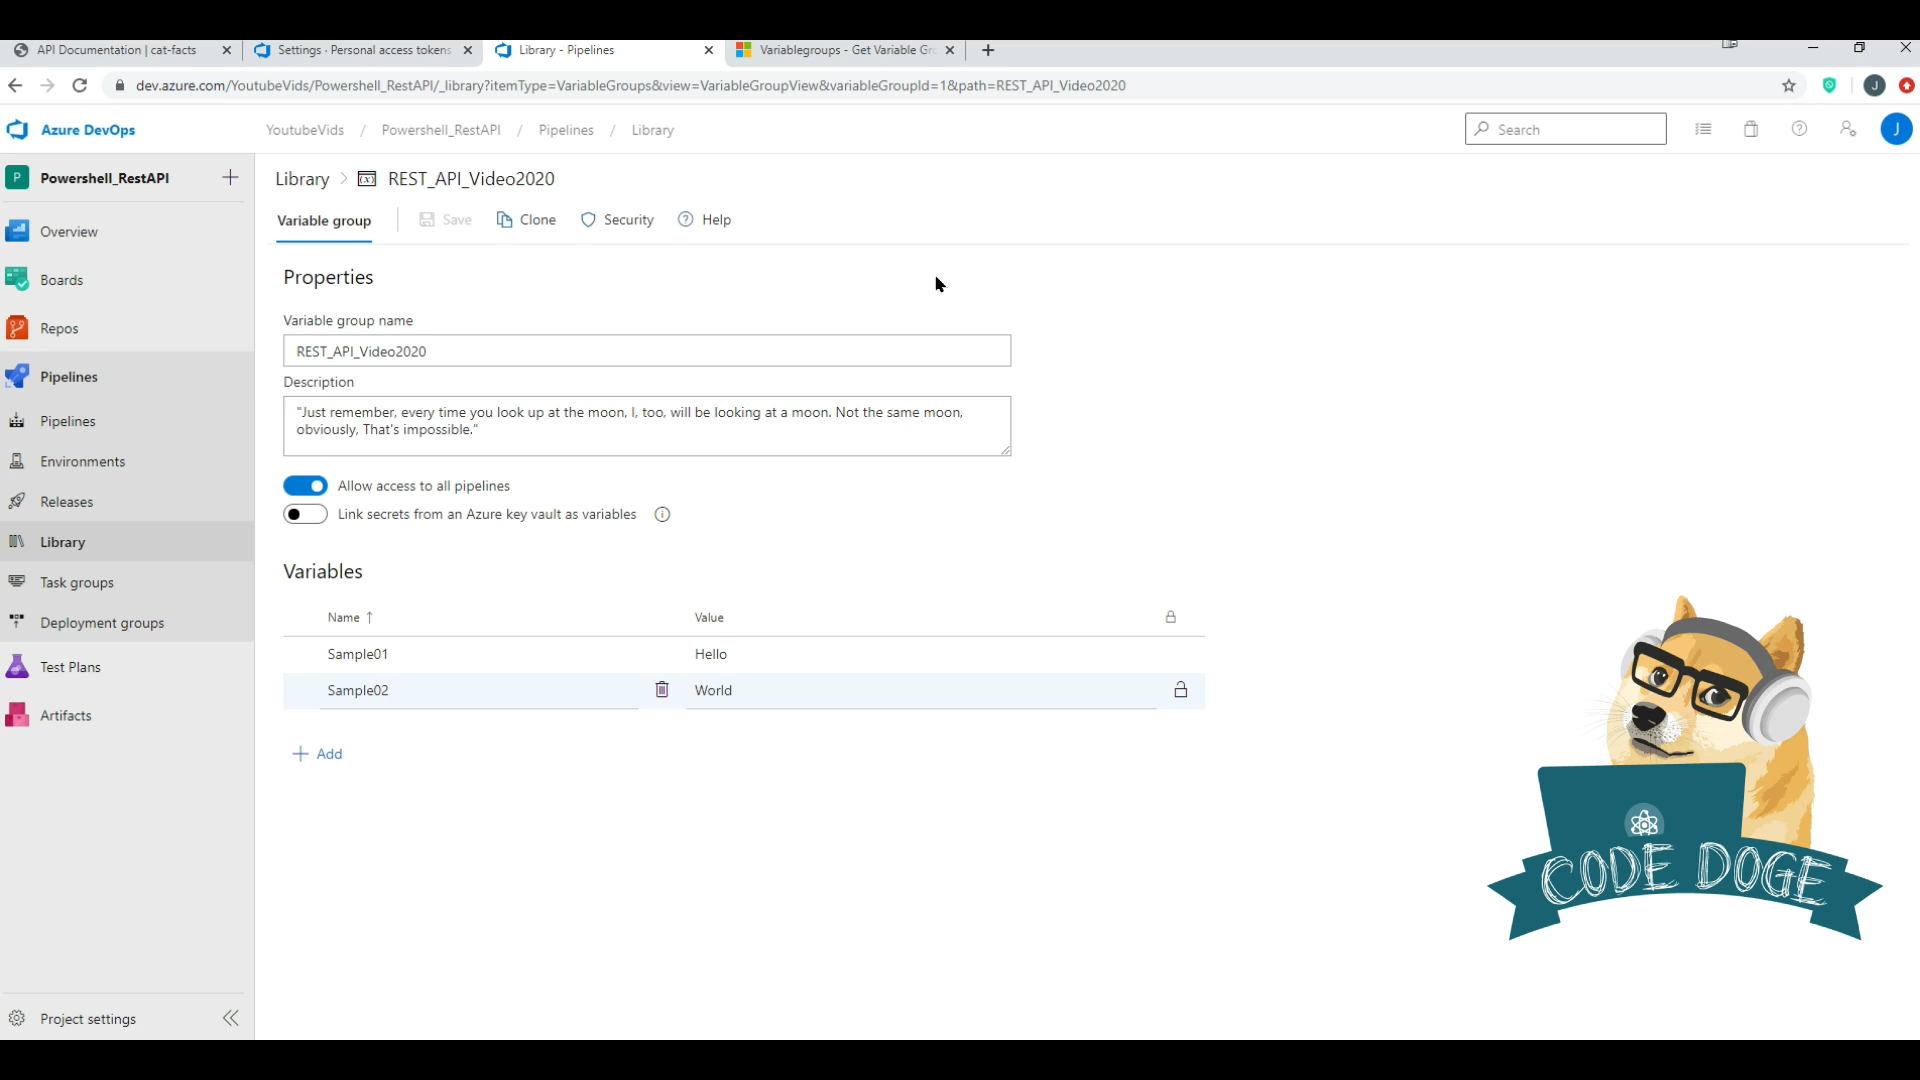 API Documentation | cat-facts
Settings · Personal access tokens
Library - Pipelines
Variablegroups - Get Variable Gr
dev.azure.com/YoutubeVids/Powershell_RestAPI/_library?itemType=VariableGroups&view=VariableGroupView&variableGroupId=1&path=REST_API_Video2020
J
Azure DevOps
YoutubeVids / Powershell_RestAPI / Pipelines / Library
Search
J
P Powershell_RestAPI
Library > REST_API_Video2020
Variable group
Save
Clone
Security
Help
Overview
Boards
Repos
Pipelines
Pipelines
Environments
Releases
Library
Task groups
Deployment groups
Test Plans
Artifacts
Project settings
Properties
Variable group name
REST_API_Video2020
Description
"Just remember, every time you look up at the moon, I, too, will be looking at a moon. Not the same moon,
obviously, That's impossible."
Allow access to all pipelines
Link secrets from an Azure key vault as variables
Variables
Name ↑ Value
Sample01 Hello
Sample02 World
+ Add
CODE DOGE